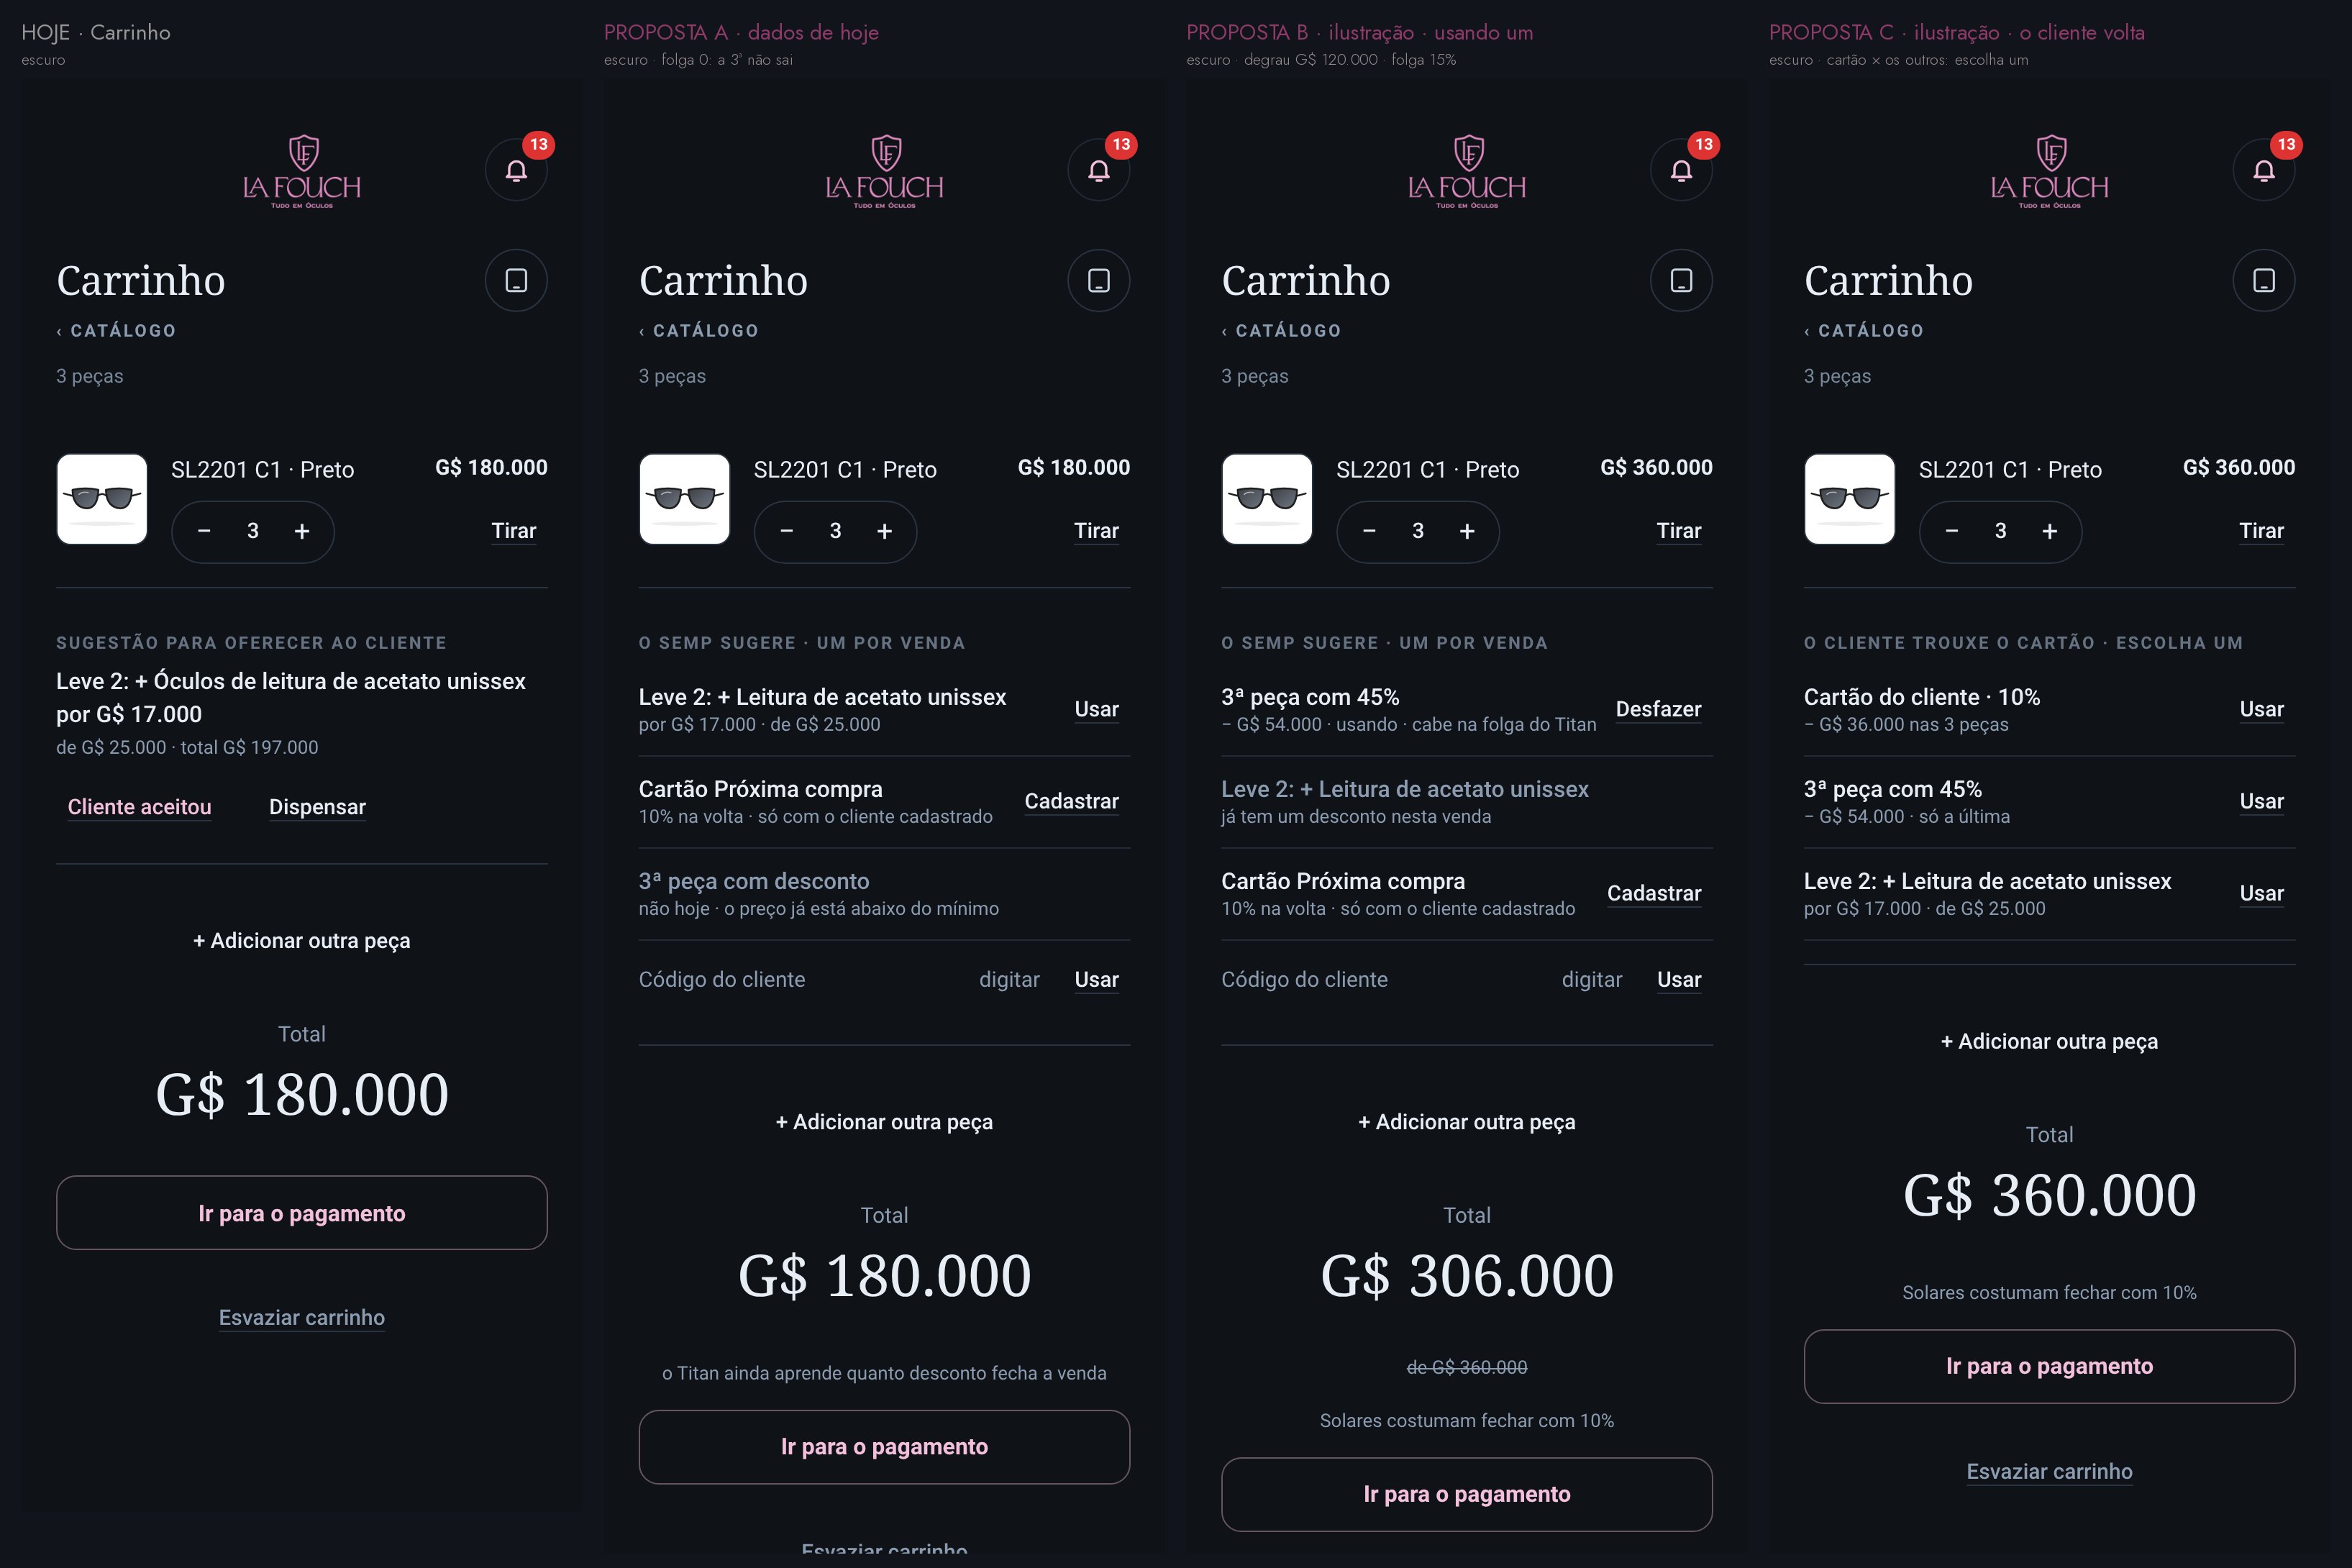 HOJE · Carrinho
escuro
13
LF
LA FOUCH
TUDO EM ÓCULOS
Carrinho
‹ CATÁLOGO
3 peças
SL2201 C1 · Preto
G$ 180.000
− 3 +
Tirar
SUGESTÃO PARA OFERECER AO CLIENTE
Leve 2: + Óculos de leitura de acetato unissex
por G$ 17.000
de G$ 25.000 · total G$ 197.000
Cliente aceitou
Dispensar
+ Adicionar outra peça
Total
G$ 180.000
Ir para o pagamento
Esvaziar carrinho
PROPOSTA A · dados de hoje
escuro · folga 0: a 3ª não sai
13
LF
LA FOUCH
TUDO EM ÓCULOS
Carrinho
‹ CATÁLOGO
3 peças
SL2201 C1 · Preto
G$ 180.000
− 3 +
Tirar
O SEMP SUGERE · UM POR VENDA
Leve 2: + Leitura de acetato unissex
por G$ 17.000 · de G$ 25.000
Usar
Cartão Próxima compra
10% na volta · só com o cliente cadastrado
Cadastrar
3ª peça com desconto
não hoje · o preço já está abaixo do mínimo
Código do cliente
digitar
Usar
+ Adicionar outra peça
Total
G$ 180.000
o Titan ainda aprende quanto desconto fecha a venda
Ir para o pagamento
Esvaziar carrinho
PROPOSTA B · ilustração · usando um
escuro · degrau G$ 120.000 · folga 15%
13
LF
LA FOUCH
TUDO EM ÓCULOS
Carrinho
‹ CATÁLOGO
3 peças
SL2201 C1 · Preto
G$ 360.000
− 3 +
Tirar
O SEMP SUGERE · UM POR VENDA
3ª peça com 45%
− G$ 54.000 · usando · cabe na folga do Titan
Desfazer
Leve 2: + Leitura de acetato unissex
já tem um desconto nesta venda
Cartão Próxima compra
10% na volta · só com o cliente cadastrado
Cadastrar
Código do cliente
digitar
Usar
+ Adicionar outra peça
Total
G$ 306.000
de G$ 360.000
Solares costumam fechar com 10%
Ir para o pagamento
PROPOSTA C · ilustração · o cliente volta
escuro · cartão × os outros: escolha um
13
LF
LA FOUCH
TUDO EM ÓCULOS
Carrinho
‹ CATÁLOGO
3 peças
SL2201 C1 · Preto
G$ 360.000
− 3 +
Tirar
O CLIENTE TROUXE O CARTÃO · ESCOLHA UM
Cartão do cliente · 10%
− G$ 36.000 nas 3 peças
Usar
3ª peça com 45%
− G$ 54.000 · só a última
Usar
Leve 2: + Leitura de acetato unissex
por G$ 17.000 · de G$ 25.000
Usar
+ Adicionar outra peça
Total
G$ 360.000
Solares costumam fechar com 10%
Ir para o pagamento
Esvaziar carrinho